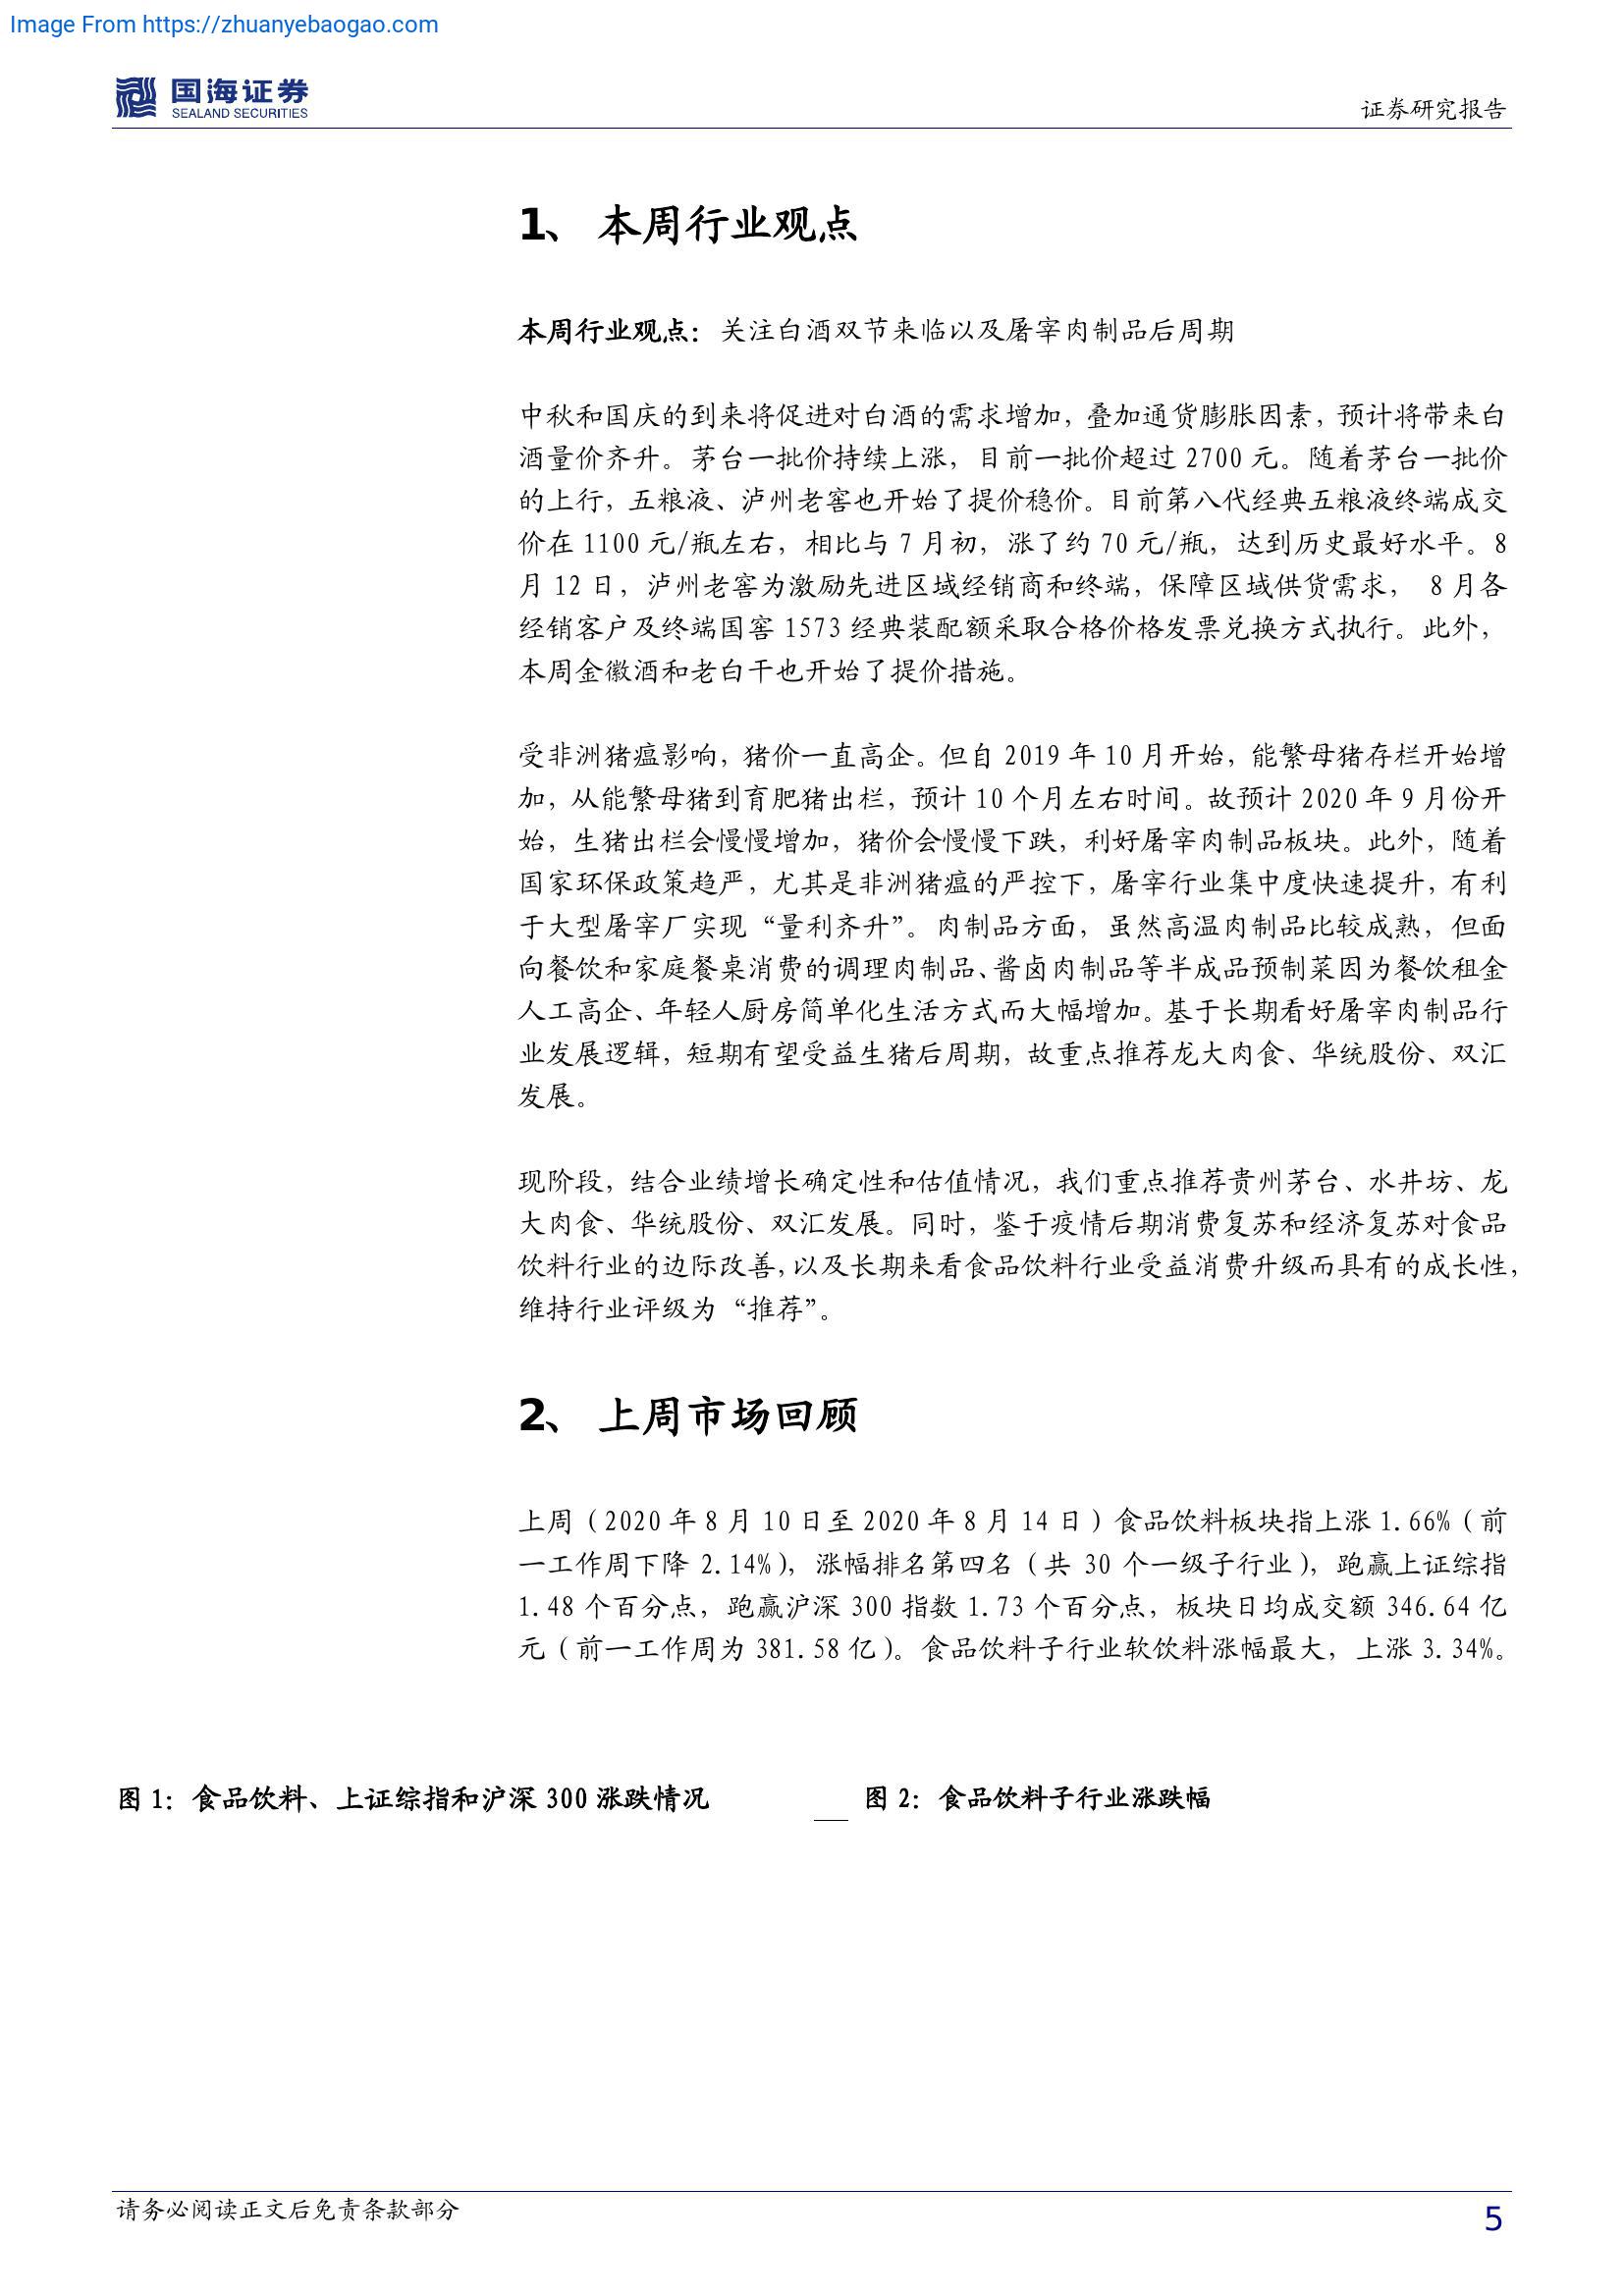 Image From https://zhuanyebaogao.com
国海证券
SEALAND SECURITIES
证券研究报告
1、 本周行业观点
本周行业观点：关注白酒双节来临以及屠宰肉制品后周期
中秋和国庆的到来将促进对白酒的需求增加，叠加通货膨胀因素，预计将带来白
酒量价齐升。茅台一批价持续上涨，目前一批价超过 2700 元。随着茅台一批价
的上行，五粮液、泸州老窖也开始了提价稳价。目前第八代经典五粮液终端成交
价在 1100 元/瓶左右，相比与 7 月初，涨了约 70 元/瓶，达到历史最好水平。8
月 12 日，泸州老窖为激励先进区域经销商和终端，保障区域供货需求， 8 月各
经销客户及终端国窖 1573 经典装配额采取合格价格发票兑换方式执行。此外，
本周金徽酒和老白干也开始了提价措施。
受非洲猪瘟影响，猪价一直高企。但自 2019 年 10 月开始，能繁母猪存栏开始增
加，从能繁母猪到育肥猪出栏，预计 10 个月左右时间。故预计 2020 年 9 月份开
始，生猪出栏会慢慢增加，猪价会慢慢下跌，利好屠宰肉制品板块。此外，随着
国家环保政策趋严，尤其是非洲猪瘟的严控下，屠宰行业集中度快速提升，有利
于大型屠宰厂实现“量利齐升”。肉制品方面，虽然高温肉制品比较成熟，但面
向餐饮和家庭餐桌消费的调理肉制品、酱卤肉制品等半成品预制菜因为餐饮租金
人工高企、年轻人厨房简单化生活方式而大幅增加。基于长期看好屠宰肉制品行
业发展逻辑，短期有望受益生猪后周期，故重点推荐龙大肉食、华统股份、双汇
发展。
现阶段，结合业绩增长确定性和估值情况，我们重点推荐贵州茅台、水井坊、龙
大肉食、华统股份、双汇发展。同时，鉴于疫情后期消费复苏和经济复苏对食品
饮料行业的边际改善，以及长期来看食品饮料行业受益消费升级而具有的成长性，
维持行业评级为“推荐”。
2、 上周市场回顾
上周（2020 年 8 月 10 日至 2020 年 8 月 14 日）食品饮料板块指上涨 1.66%（前
一工作周下降 2.14%），涨幅排名第四名（共 30 个一级子行业），跑赢上证综指
1.48 个百分点，跑赢沪深 300 指数 1.73 个百分点，板块日均成交额 346.64 亿
元（前一工作周为 381.58 亿）。食品饮料子行业软饮料涨幅最大，上涨 3.34%。
图 1：食品饮料、上证综指和沪深 300 涨跌情况
图 2：食品饮料子行业涨跌幅
请务必阅读正文后免责条款部分
5